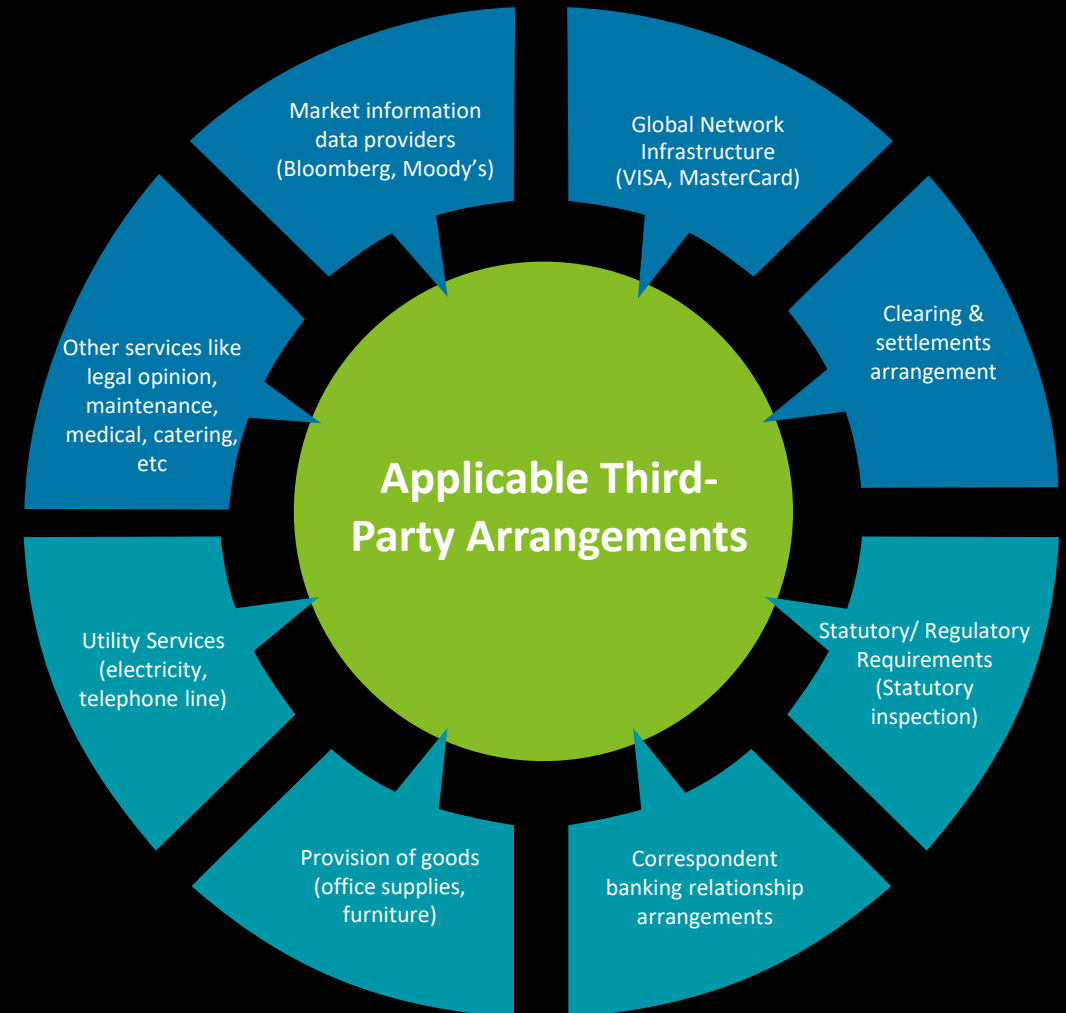 Market information
data providers
(Bloomberg, Moody’s)
Global Network
Infrastructure
(VISA, MasterCard)
Clearing &
settlements
arrangement
Other services like
legal opinion,
maintenance,
medical, catering,
etc
Applicable Third-
Party Arrangements
Utility Services
(electricity,
telephone line)
Statutory/ Regulatory
Requirements
(Statutory
inspection)
Provision of goods
(office supplies,
furniture)
Correspondent
banking relationship
arrangements